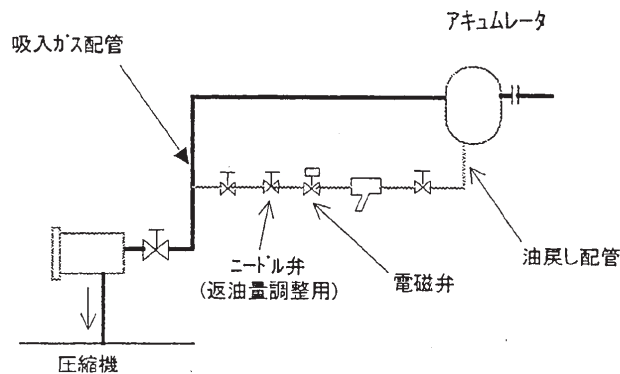 アキュムレータ
吸入ガス配管
ニードル弁
(返油量調整用)
電磁弁
油戻し配管
圧縮機